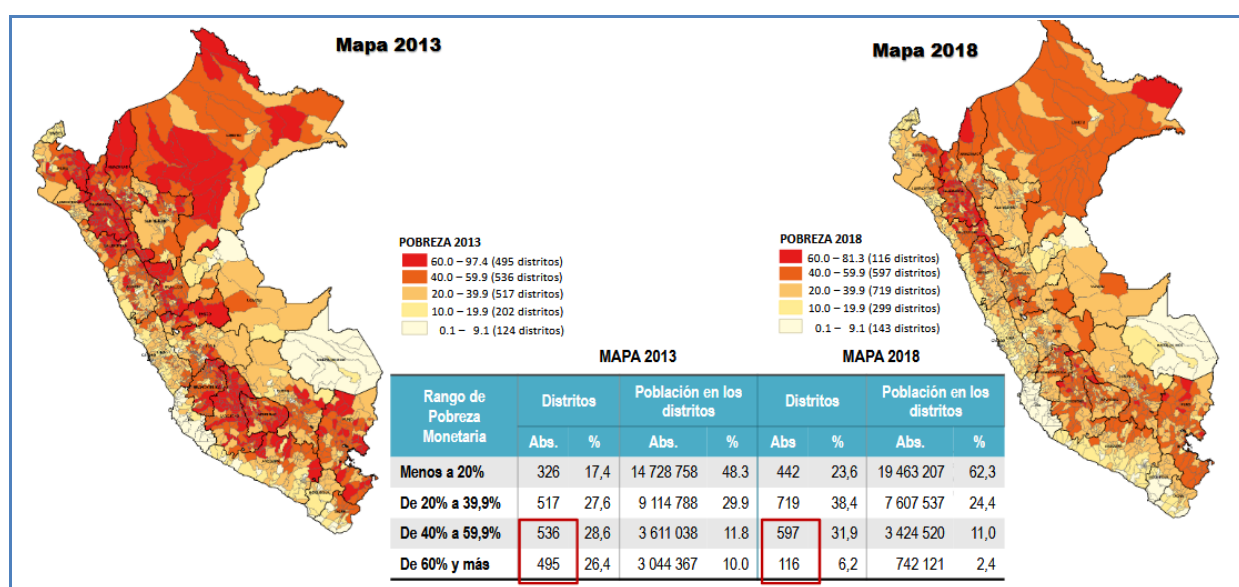 Mapa 2013
Mapa 2018
POBREZA 2013
60.0 – 97.4 (495 distritos)
40.0 – 59.9 (536 distritos)
20.0 – 39.9 (517 distritos)
10.0 – 19.9 (202 distritos)
0.1 – 9.1 (124 distritos)
POBREZA 2018
60.0 – 81.3 (116 distritos)
40.0 – 59.9 (597 distritos)
20.0 – 39.9 (719 distritos)
10.0 – 19.9 (299 distritos)
0.1 – 9.1 (143 distritos)
MAPA 2013 MAPA 2018
Rango de Pobreza Monetaria Distritos Población en los distritos Distritos Población en los distritos
Abs. % Abs. % Abs % Abs. %
Menos a 20% 326 17,4 14 728 758 48.3 442 23,6 19 463 207 62,3
De 20% a 39,9% 517 27,6 9 114 788 29.9 719 38,4 7 607 537 24,4
De 40% a 59,9% 536 28,6 3 611 038 11.8 597 31,9 3 424 520 11,0
De 60% y más 495 26,4 3 044 367 10.0 116 6,2 742 121 2,4